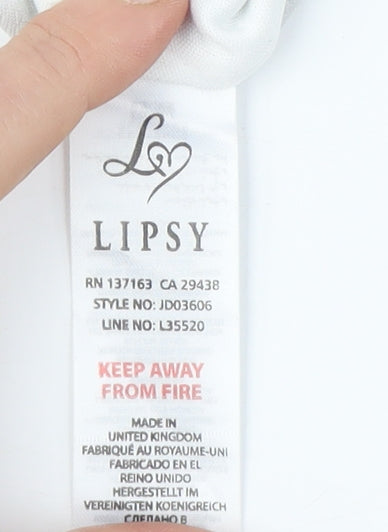 LIPSY
RN 137163 CA 29438
STYLE NO: JD03606
LINE NO: L35520
KEEP AWAY
FROM FIRE
MADE IN
UNITED KINGDOM
FABRIQUÉ AU ROYAUME-UNI
FABRICADO EN EL
REINO UNIDO
HERGESTELLT IM
VEREINIGTEN KOENIGREICH
СДЕЛАНО В